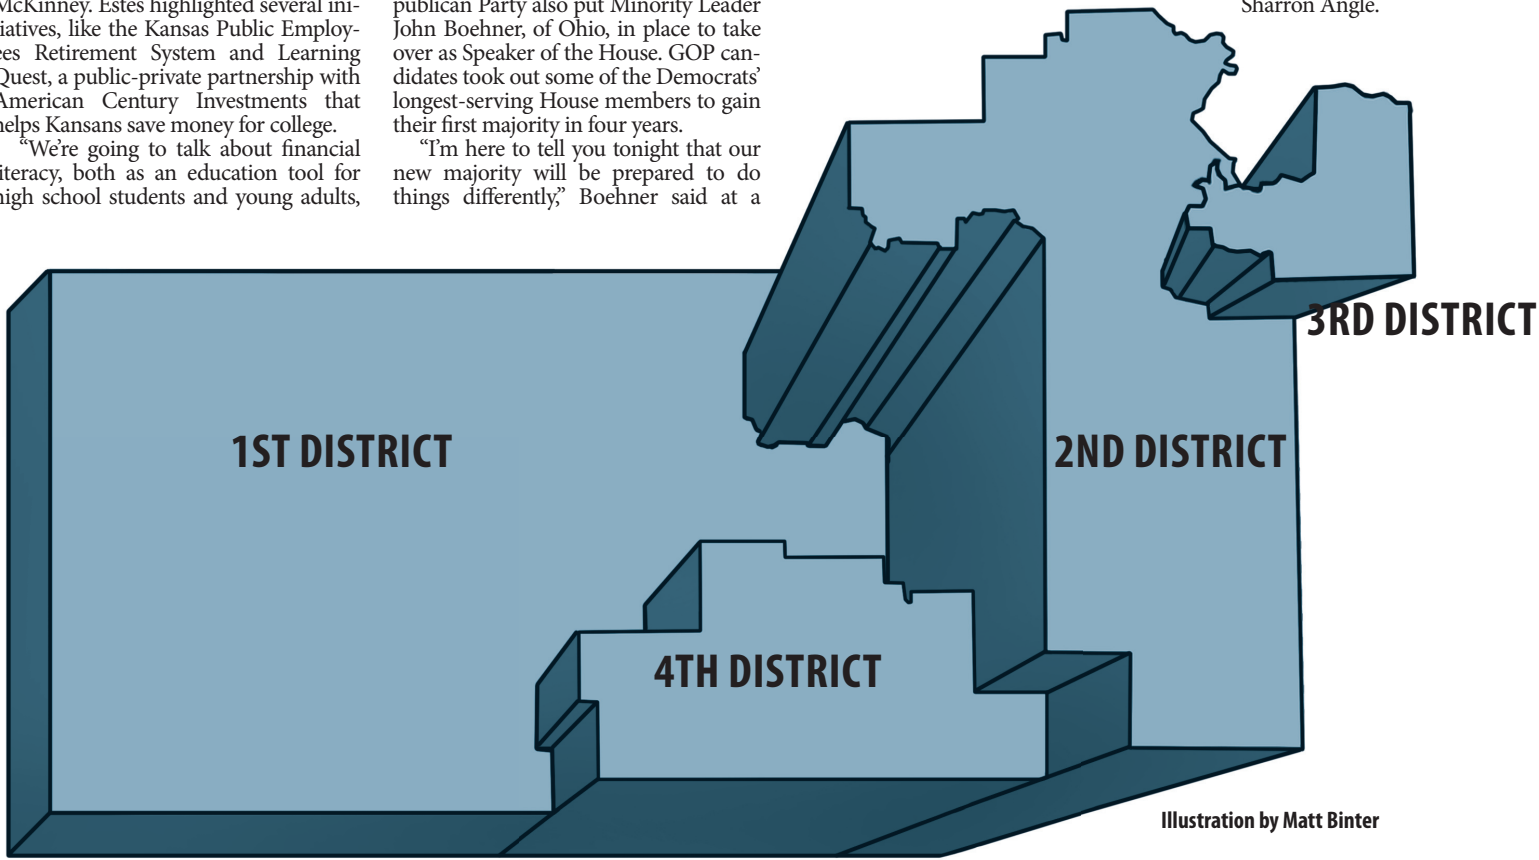 McKinney. Estes highlighted several ini-
tiatives, like the Kansas Public Employ-
ees Retirement System and Learning
Quest, a public-private partnership with
American Century Investments that
helps Kansans save money for college.
“We’re going to talk about financial
literacy, both as an education tool for
high school students and young adults,
publican Party also put Minority Leader
John Boehner, of Ohio, in place to take
over as Speaker of the House. GOP can-
didates took out some of the Democrats’
longest-serving House members to gain
their first majority in four years.
“I’m here to tell you tonight that our
new majority will be prepared to do
things differently,” Boehner said at a
Sharron Angle.
3RD DISTRICT
1ST DISTRICT
2ND DISTRICT
4TH DISTRICT
Illustration by Matt Binter